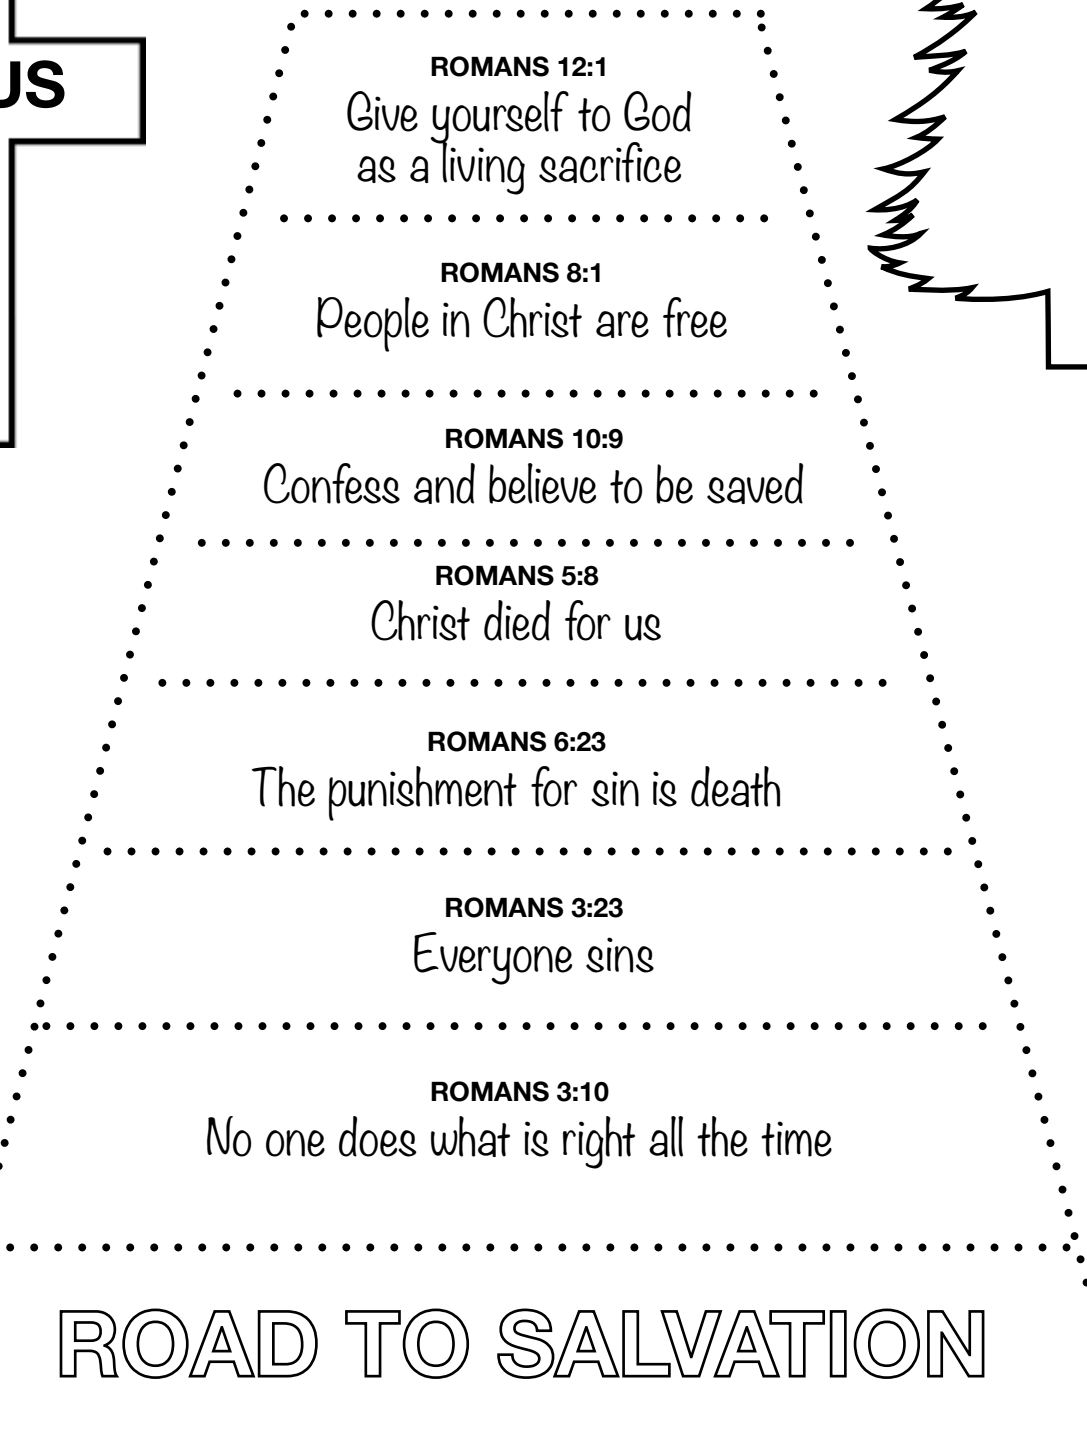 US
ROMANS 12:1
Give yourself to God
as a living sacrifice
ROMANS 8:1
People in Christ are free
ROMANS 10:9
Confess and believe to be saved
ROMANS 5:8
Christ died for us
ROMANS 6:23
The punishment for sin is death
ROMANS 3:23
Everyone sins
ROMANS 3:10
No one does what is right all the time
ROAD TO SALVATION